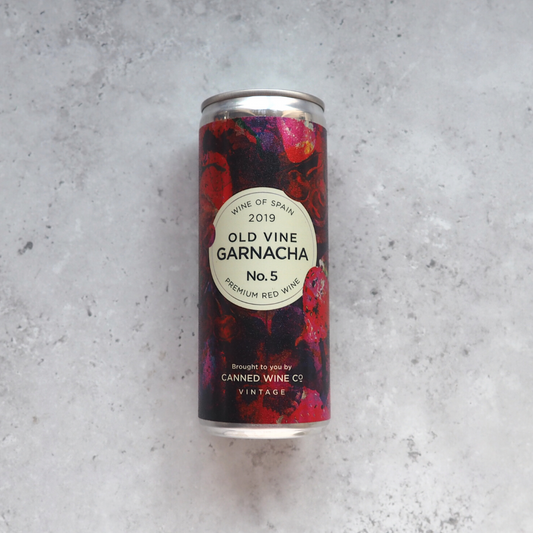 WINE OF SPAIN
2019
OLD VINE
GARNACHA
No. 5
PREMIUM RED WINE
Brought to you by
CANNED WINE Co
VINTAGE